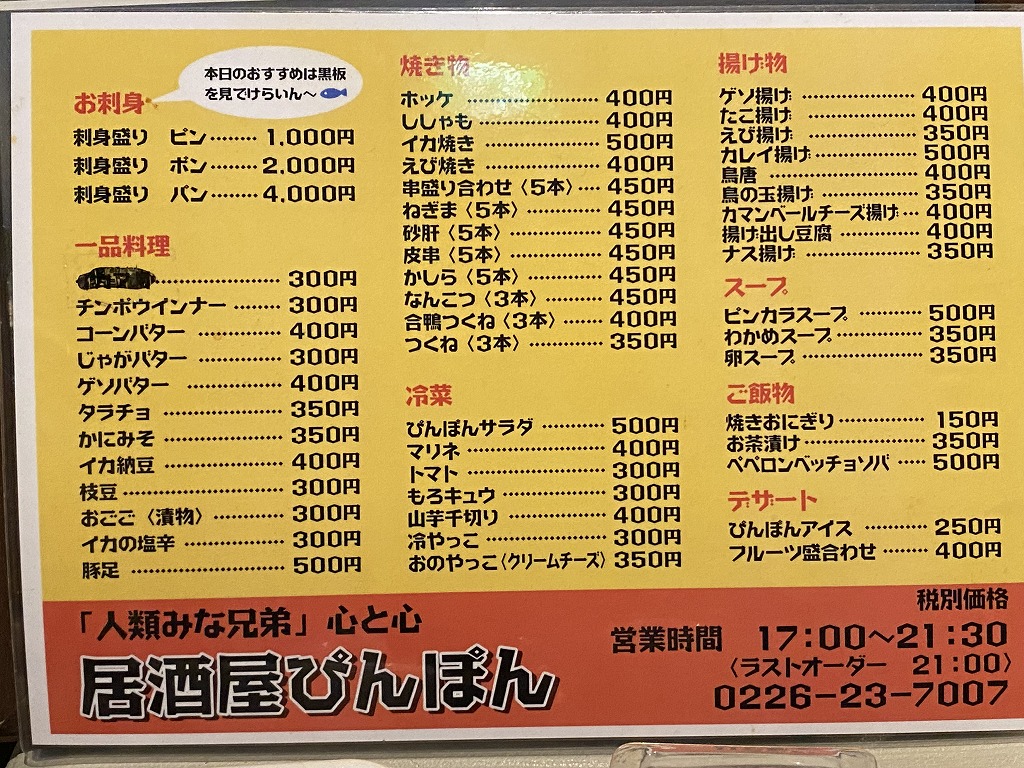 本日のおすすめは黒板
を見でけらいん〜
お刺身
刺身盛り ピン……… 1,000円
刺身盛り ポン……… 2,000円
刺身盛り パン……… 4,000円
一品料理
……… 300円
チンポウインナー ……… 300円
コーンバター ……… 400円
じゃがバター ……… 300円
ゲソバター ……… 400円
タラチョ ……… 350円
かにみそ ……… 350円
イカ納豆 ……… 400円
枝豆 ……… 300円
おごご〈漬物〉 ……… 300円
イカの塩辛 ……… 300円
豚足 ……… 500円
焼き物
ホッケ ……… 400円
ししゃも ……… 400円
イカ焼き ……… 500円
えび焼き ……… 400円
串盛り合わせ〈5本〉 … 450円
ねぎま〈5本〉 ……… 450円
砂肝〈5本〉 ……… 450円
皮串〈5本〉 ……… 450円
かしら〈5本〉 ……… 450円
なんこつ〈3本〉 ……… 450円
合鴨つくね〈3本〉 …… 400円
つくね〈3本〉 ……… 350円
冷菜
ぴんぽんサラダ ……… 500円
マリネ ……… 400円
トマト ……… 300円
もろキュウ ……… 300円
山芋千切り ……… 400円
冷やっこ ……… 300円
おのやっこ〈クリームチーズ〉 350円
揚げ物
ゲソ揚げ ……… 400円
たこ揚げ ……… 400円
えび揚げ ……… 350円
カレイ揚げ ……… 500円
鳥唐 ……… 400円
鳥の玉揚げ ……… 350円
カマンベールチーズ揚げ … 400円
揚げ出し豆腐 ……… 400円
ナス揚げ ……… 350円
スープ
ピンカラスープ ……… 500円
わかめスープ ……… 350円
卵スープ ……… 350円
ご飯物
焼きおにぎり ……… 150円
お茶漬け ……… 350円
ペペロンベッチョソバ …… 500円
デザート
ぴんぽんアイス ……… 250円
フルーツ盛合わせ ……… 400円
税別価格
「人類みな兄弟」心と心
居酒屋ぴんぽん
営業時間 17:00〜21:30
〈ラストオーダー 21:00〉
0226−23−7007